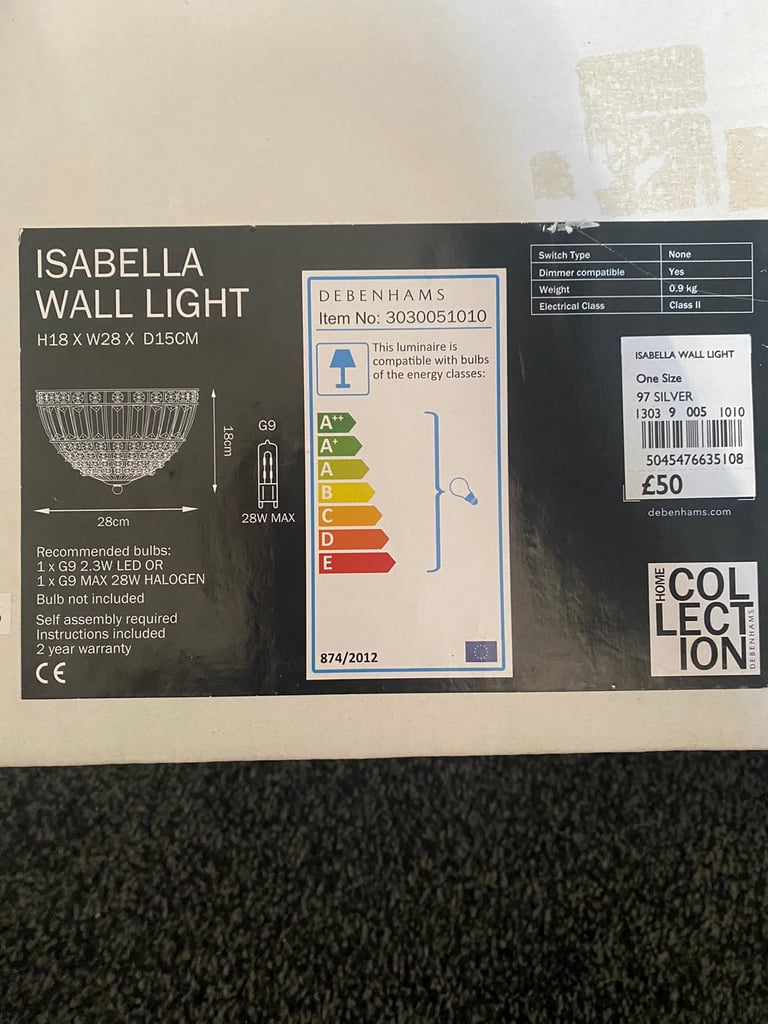 ISABELLA
WALL LIGHT
H18 X W28 X D15CM
18cm
28cm
G9
28W MAX
Recommended bulbs:
1 x G9 2.3W LED OR
1 x G9 MAX 28W HALOGEN
Bulb not included
Self assembly required
Instructions included
2 year warranty
CE
DEBENHAMS
Item No: 3030051010
This luminaire is
compatible with bulbs
of the energy classes:
A++
A+
A
B
C
D
E
874/2012
Switch Type None
Dimmer compatible Yes
Weight 0.9 kg
Electrical Class Class II
ISABELLA WALL LIGHT
One Size
97 SILVER
1303 9 005 1010
5045476635108
£50
debenhams.com
HOME
COL
LECT
ION
DEBENHAMS